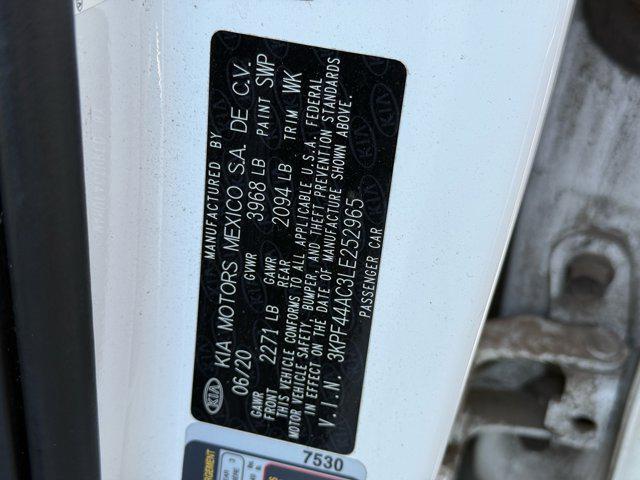 MANUFACTURED BY
KIA KIA MOTORS MEXICO S.A. DE C.V.
06/20 GVWR 3968 LB PAINT SWP
GAWR FRONT 2271 LB GAWR REAR 2094 LB TRIM WK
THIS VEHICLE CONFORMS TO ALL APPLICABLE U.S.A. FEDERAL
MOTOR VEHICLE SAFETY, BUMPER, AND THEFT PREVENTION STANDARDS
IN EFFECT ON THE DATE OF MANUFACTURE SHOWN ABOVE.
V.I.N. 3KPF44AC3LE252965
PASSENGER CAR
7530